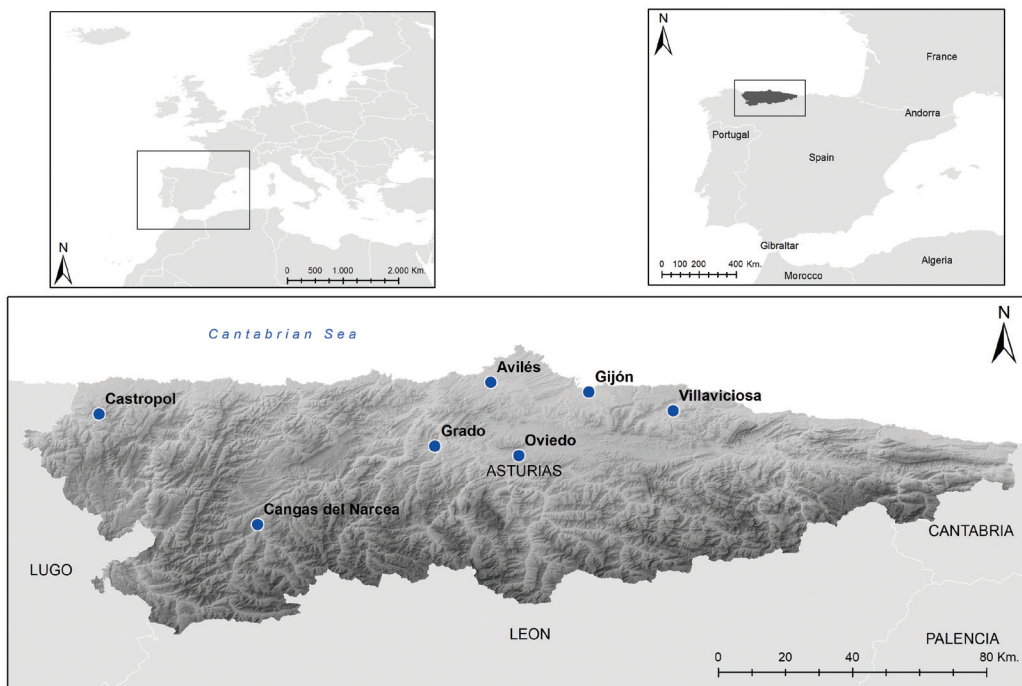 N
0 500 1.000 2.000 Km.
N
France
Andorra
Portugal
Spain
Gibraltar
Algeria
Morocco
0 100 200 400 Km.
Cantabrian Sea
N
Avilés
Gijón
Castropol
Villaviciosa
Grado
Oviedo
ASTURIAS
Cangas del Narcea
CANTABRIA
LUGO
LEON
PALENCIA
0 20 40 60 80 Km.